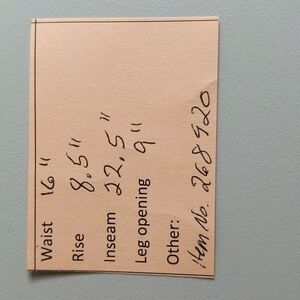 Waist 16"
Rise 8.5"
Inseam 22.5"
Leg opening 9"
Other:
Item No. 268920